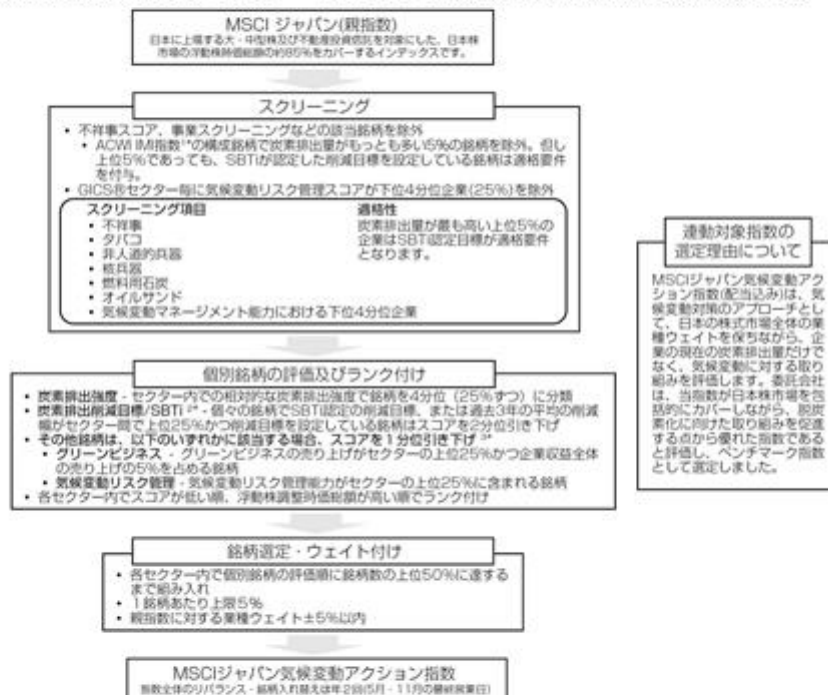 MSCI ジャパン(親指数)
日本に上場する大・中型株及び不動産投資信託を対象にした、日本株
市場の浮動株時価総額の約85%をカバーするインデックスです。
スクリーニング
• 不祥事スコア、事業スクリーニングなどの該当銘柄を除外
• ACWI IMI指数¹*の構成銘柄で炭素排出量がもっとも多い5%の銘柄を除外。但し
上位5%であっても、SBTiが認定した削減目標を設定している銘柄は適格要件
を付与。
• GICS®セクター毎に気候変動リスク管理スコアが下位4分位企業(25%)を除外
スクリーニング項目
• 不祥事
• タバコ
• 非人道的兵器
• 核兵器
• 燃料用石炭
• オイルサンド
• 気候変動マネージメント能力における下位4分位企業
適格性
炭素排出量が最も高い上位5%の
企業はSBTi認定目標が適格要件
となります。
個別銘柄の評価及びランク付け
• 炭素排出強度 - セクター内での相対的な炭素排出強度で銘柄を4分位(25%ずつ)に分類
• 炭素排出削減目標/SBTi ²* - 個々の銘柄でSBTi認定の削減目標、または過去3年の平均の削減
幅がセクター間で上位25%かつ削減目標を設定している銘柄はスコアを2分位引き下げ
• その他銘柄は、以下のいずれかに該当する場合、スコアを1分位引き下げ ³*
• グリーンビジネス - グリーンビジネスの売り上げがセクターの上位25%かつ企業収益全体
の売り上げの5%を占める銘柄
• 気候変動リスク管理 - 気候変動リスク管理能力がセクターの上位25%に含まれる銘柄
• 各セクター内でスコアが低い順、浮動株調整時価総額が高い順でランク付け
銘柄選定・ウェイト付け
• 各セクター内で個別銘柄の評価順に銘柄数の上位50%に達する
まで組み入れ
• 1銘柄あたり上限5%
• 親指数に対する業種ウェイト±5%以内
MSCIジャパン気候変動アクション指数
指数全体のリバランス・銘柄入れ替えは年2回(5月・11月の最終営業日)
連動対象指数の
選定理由について
MSCIジャパン気候変動アク
ション指数(配当込み)は、気
候変動対策のアプローチとし
て、日本の株式市場全体の業
種ウェイトを保ちながら、企
業の現在の炭素排出量だけで
なく、気候変動に対する取り
組みを評価します。委託会社
は、当指数が日本株市場を包
括的にカバーしながら、脱炭
素化に向けた取り組みを促進
する点から優れた指数である
と評価し、ベンチマーク指数
として選定しました。